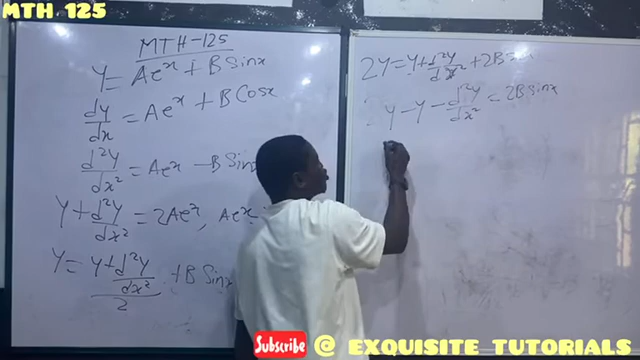 MTH 125
MTH-125
Y = Ae^x + B Sinx
dy/dx = Ae^x + B Cosx
d²y/dx² = Ae^x - B Sin
Y + d²y/dx² = 2Ae^x, Ae^x
Y = (Y + d²y/dx²)/2 + B Sinx
2Y = Y + d²y/dx² + 2B
y - y - d²y/dx² = 2B sinx
Subscribe @ EXQUISITE TUTORIALS